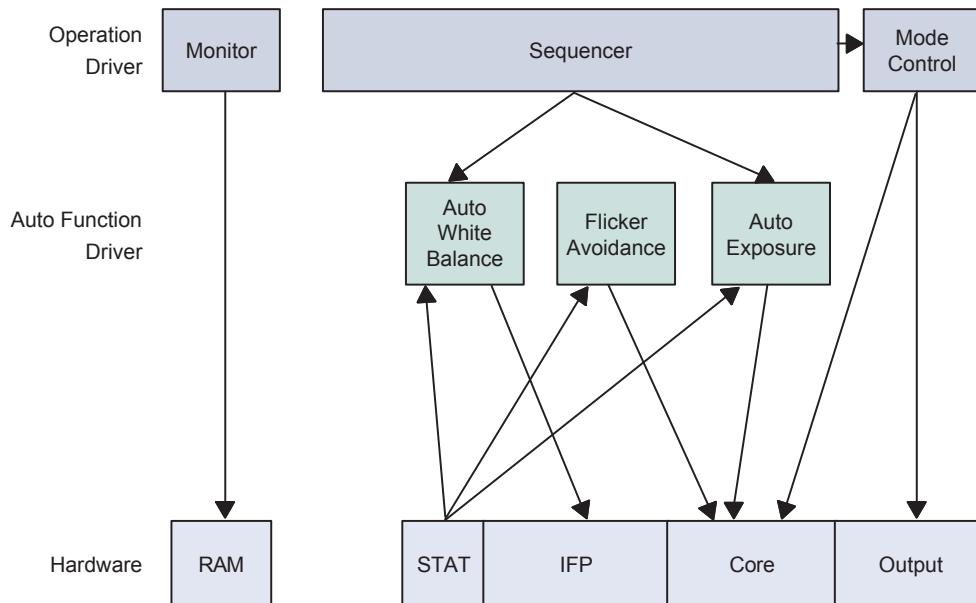 Operation
Driver
Monitor
Sequencer
Mode
Control
Auto Function
Driver
Auto
White
Balance
Flicker
Avoidance
Auto
Exposure
Hardware
RAM
STAT
IFP
Core
Output